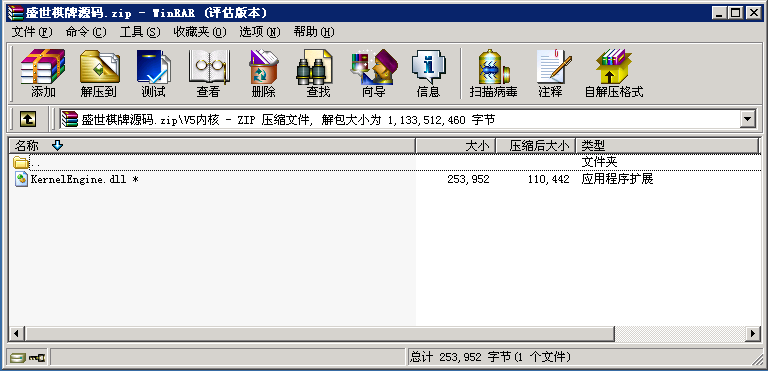 盛世棋牌源码.zip - WinRAR (评估版本)
文件(F) 命令(C) 工具(S) 收藏夹(O) 选项(N) 帮助(H)
添加 解压到 测试 查看 删除 查找 向导 信息 扫描病毒 注释 自解压格式
盛世棋牌源码.zip\V5内核 - ZIP 压缩文件, 解包大小为 1,133,512,460 字节
名称 大小 压缩后大小 类型
.. 文件夹
KernelEngine.dll * 253,952 110,442 应用程序扩展
总计 253,952 字节(1 个文件)